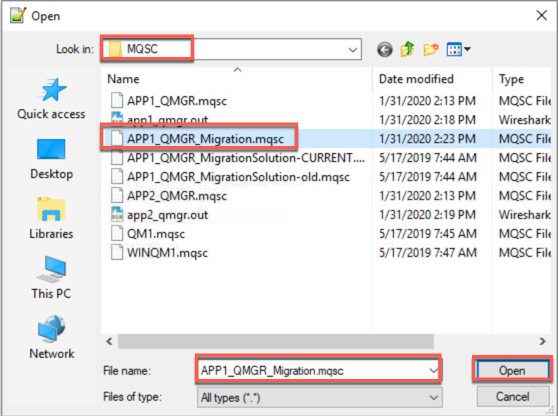 Open
Look in: MQSC
Name Date modified Type
APP1_QMGR.mqsc 1/31/2020 2:13 PM MQSC File
app1_qmgr.out 1/31/2020 2:18 PM Wireshark
APP1_QMGR_Migration.mqsc 1/31/2020 2:23 PM MQSC File
APP1_QMGR_MigrationSolution-CURRENT.... 5/17/2019 7:44 AM MQSC File
APP1_QMGR_MigrationSolution-old.mqsc 5/17/2019 7:44 AM MQSC File
APP2_QMGR.mqsc 1/31/2020 2:13 PM MQSC File
app2_qmgr.out 1/31/2020 2:19 PM Wireshark
QM1.mqsc 5/17/2019 7:45 AM MQSC File
WINQM1.mqsc 5/17/2019 7:47 AM MQSC File
Quick access
Desktop
Libraries
This PC
Network
File name: APP1_QMGR_Migration.mqsc Open
Files of type: All types (*.*) Cancel